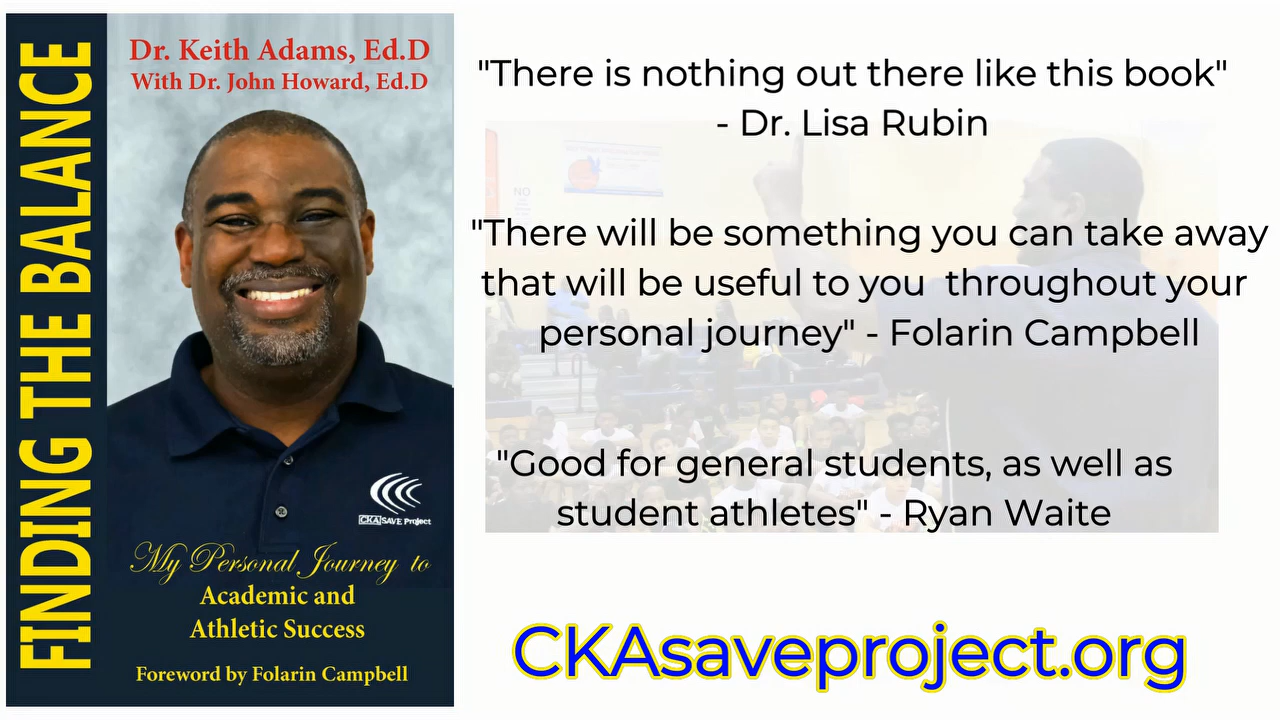 FINDING THE BALANCE
Dr. Keith Adams, Ed.D
With Dr. John Howard, Ed.D
CKA SAVE Project
My Personal Journey to
Academic and
Athletic Success
Foreword by Folarin Campbell
"There is nothing out there like this book"
- Dr. Lisa Rubin
"There will be something you can take away
that will be useful to you  throughout your
personal journey" - Folarin Campbell
"Good for general students, as well as
student athletes" - Ryan Waite
CKAsaveproject.org
NO